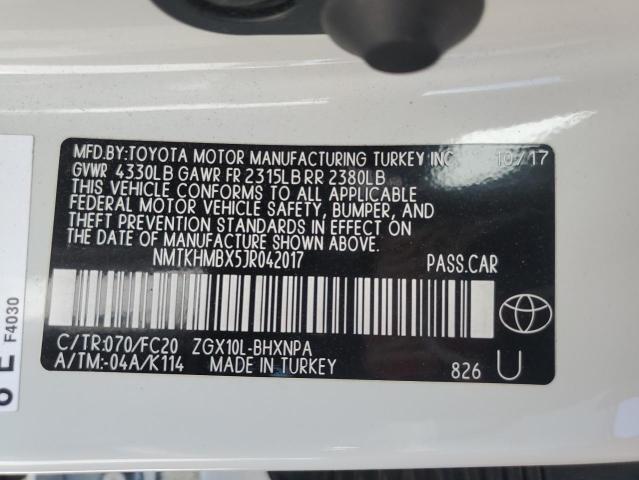 MFD.BY:TOYOTA MOTOR MANUFACTURING TURKEY INC. 10/17
GVWR 4330LB GAWR FR 2315LB RR 2380LB
THIS VEHICLE CONFORMS TO ALL APPLICABLE
FEDERAL MOTOR VEHICLE SAFETY, BUMPER, AND
THEFT PREVENTION STANDARDS IN EFFECT ON
THE DATE OF MANUFACTURE SHOWN ABOVE.
NMTKHMBX5JR042017 PASS.CAR
C/TR:070/FC20 ZGX10L-BHXNPA
A/TM:-04A/K114 MADE IN TURKEY 826 U
F4030